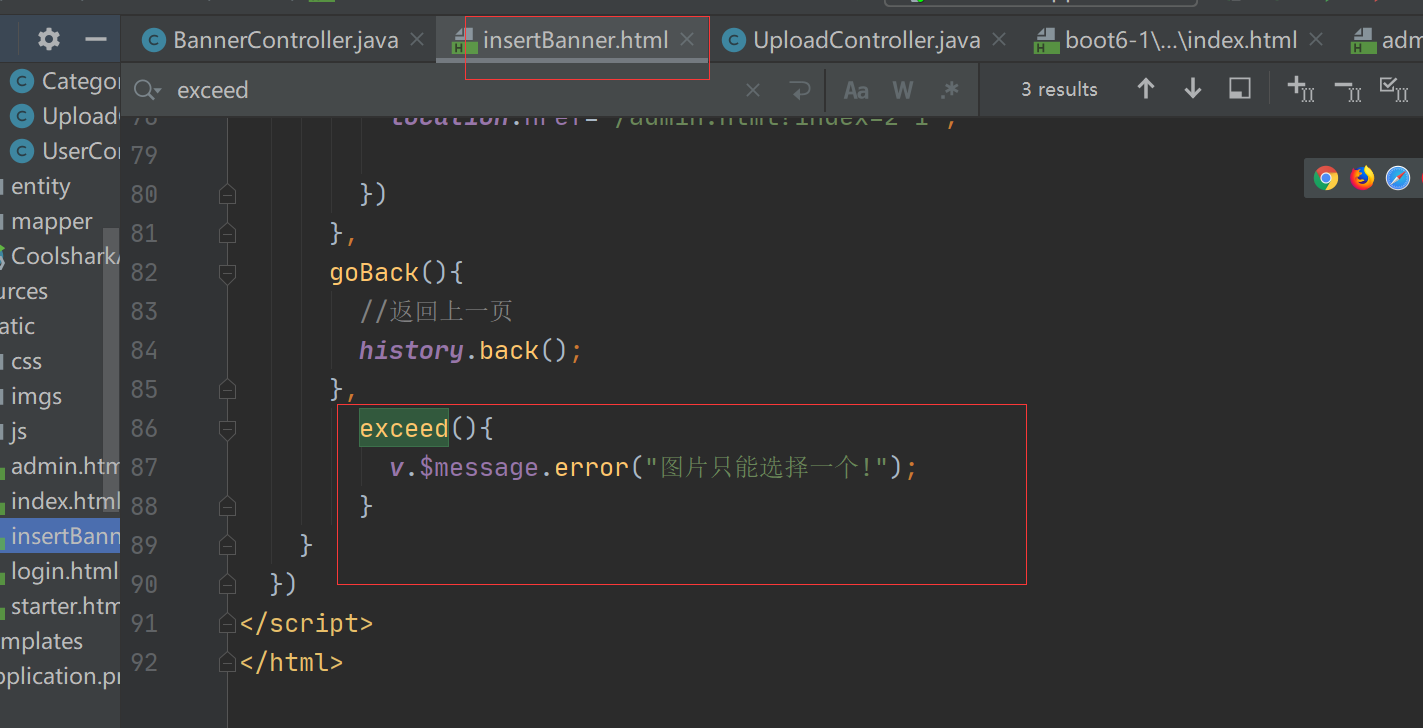 BannerController.java
insertBanner.html
UploadController.java
boot6-1\...\index.html
adm
exceed
Aa W .*
3 results
Categor
Upload
UserCon
entity
mapper
Coolshark
urces
atic
css
imgs
js
admin.htm
index.html
insertBann
login.html
starter.htm
mplates
pplication.pr
78 location.href="/admin.html?index=2-1";
79
80 })
81 },
82 goBack(){
83 //返回上一页
84 history.back();
85 },
86 exceed(){
87 v.$message.error("图片只能选择一个!");
88 }
89 }
90 })
91 </script>
92 </html>